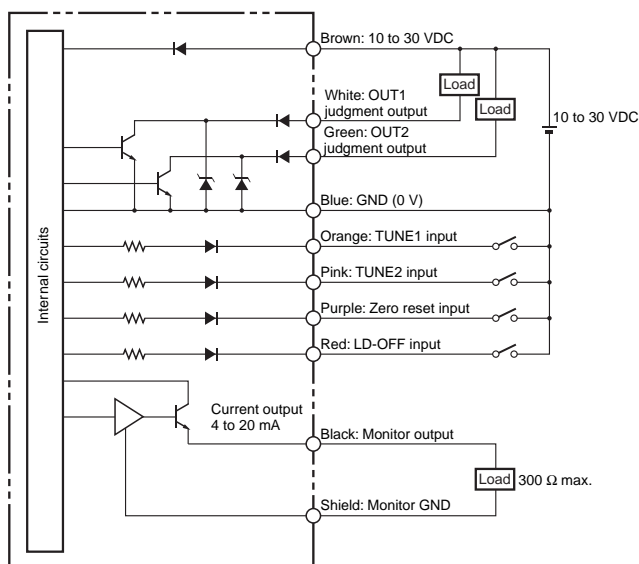 Brown: 10 to 30 VDC
Load
Load
White: OUT1
judgment output
Green: OUT2
judgment output
10 to 30 VDC
Blue: GND (0 V)
Internal circuits
Orange: TUNE1 input
Pink: TUNE2 input
Purple: Zero reset input
Red: LD-OFF input
Current output
4 to 20 mA
Black: Monitor output
Load
300 Ω max.
Shield: Monitor GND